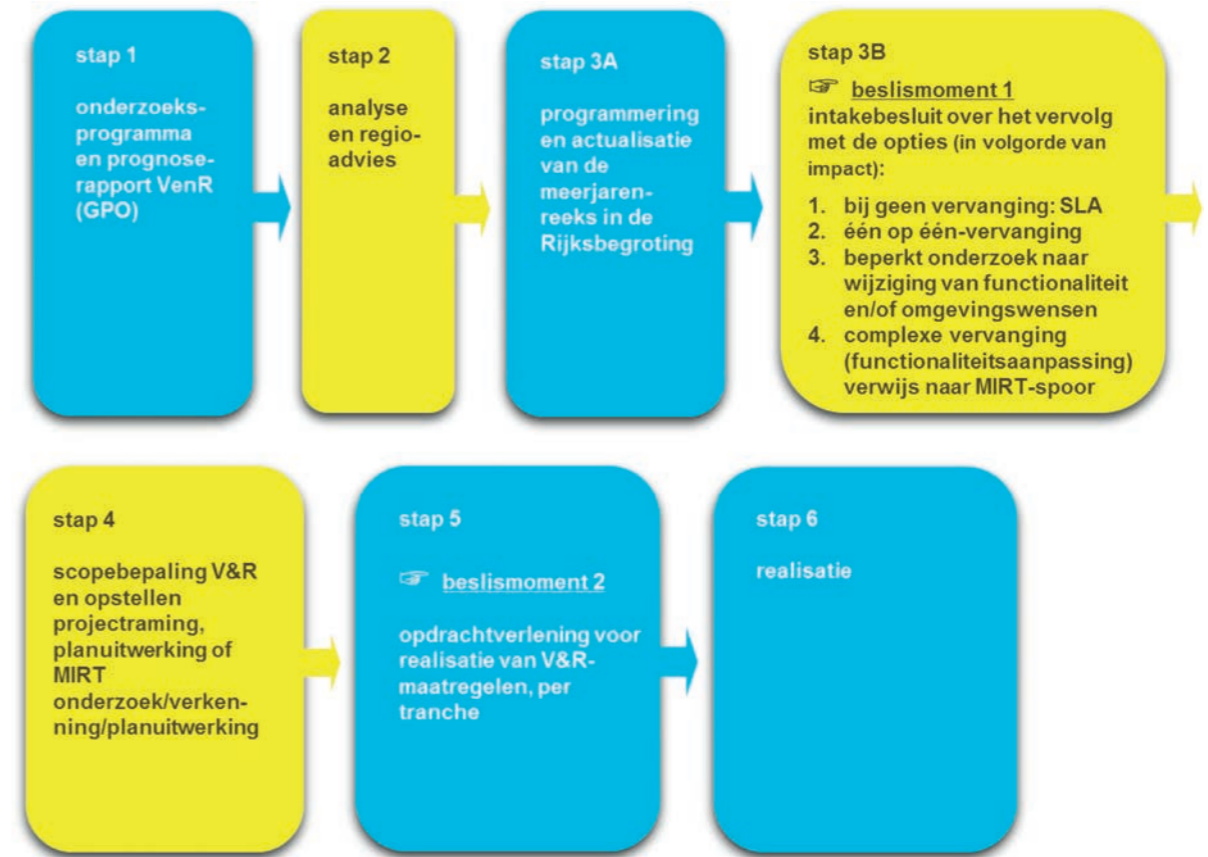 stap 1
onderzoeks-
programma
en prognose-
rapport VenR
(GPO)
stap 2
analyse
en regio-
advies
stap 3A
programmering
en actualisatie
van de
meerjaren-
reeks in de
Rijksbegroting
stap 3B
☞ beslismoment 1
intakebesluit over het vervolg
met de opties (in volgorde van
impact):
1. bij geen vervanging: SLA
2. één op één-vervanging
3. beperkt onderzoek naar
wijziging van functionaliteit
en/of omgevingswensen
4. complexe vervanging
(functionaliteitsaanpassing)
verwijs naar MIRT-spoor
stap 4
scopebepaling V&R
en opstellen
projectraming,
planuitwerking of
MIRT
onderzoek/verken-
ning/planuitwerking
stap 5
☞ beslismoment 2
opdrachtverlening voor
realisatie van V&R-
maatregelen, per
tranche
stap 6
realisatie